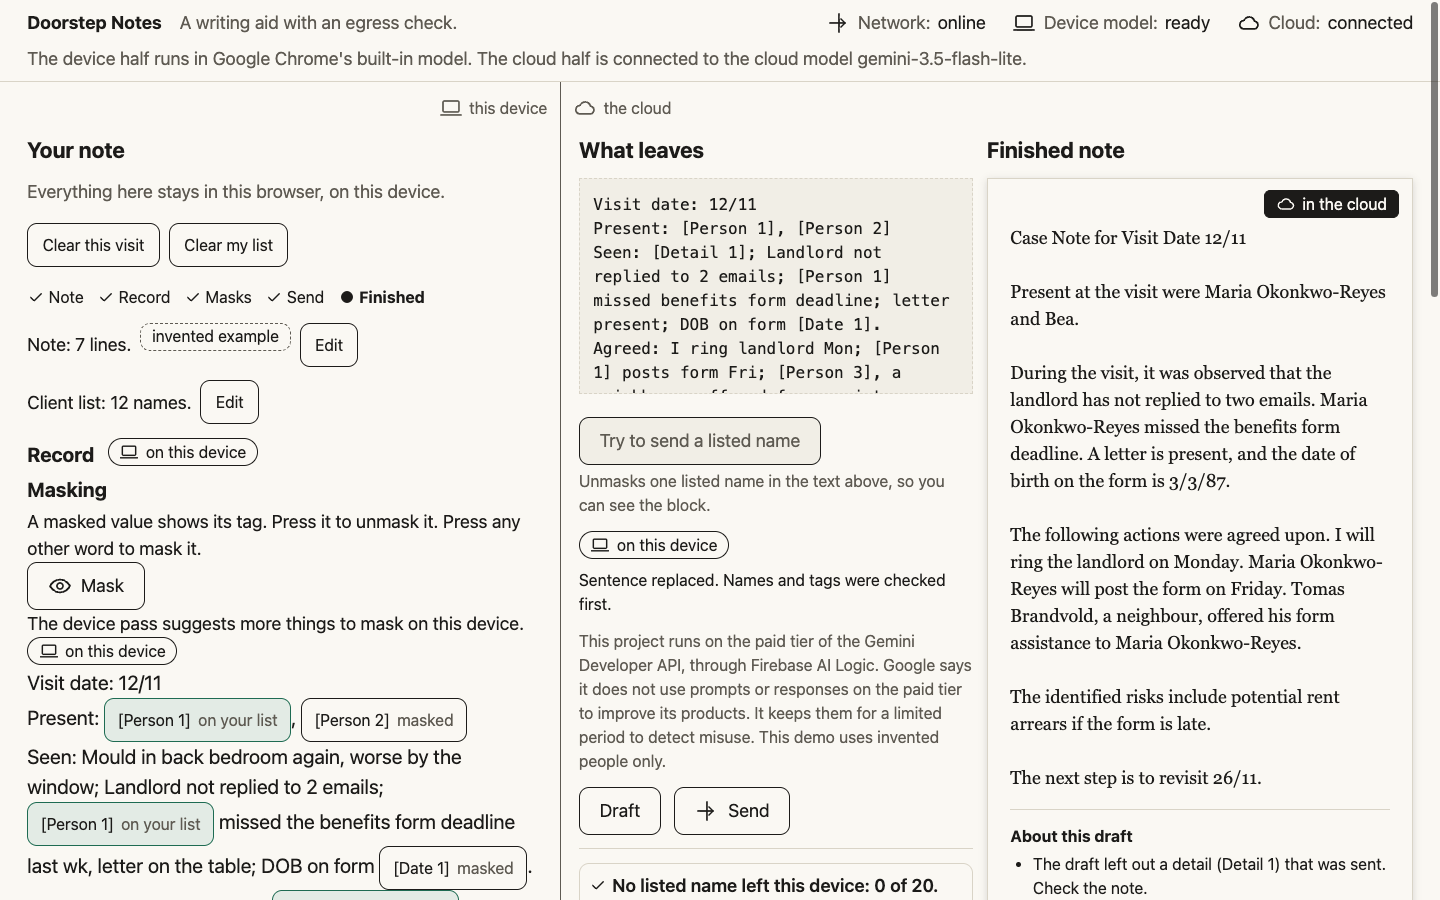 Doorstep Notes A writing aid with an egress check.
Network: online Device model: ready Cloud: connected
The device half runs in Google Chrome's built-in model. The cloud half is connected to the cloud model gemini-3.5-flash-lite.
this device
Your note
Everything here stays in this browser, on this device.
Clear this visit Clear my list
Note Record Masks Send Finished
Note: 7 lines. invented example Edit
Client list: 12 names. Edit
Record on this device
Masking
A masked value shows its tag. Press it to unmask it. Press any
other word to mask it.
Mask
The device pass suggests more things to mask on this device.
on this device
Visit date: 12/11
Present: [Person 1] on your list, [Person 2] masked
Seen: Mould in back bedroom again, worse by the
window; Landlord not replied to 2 emails;
[Person 1] on your list missed the benefits form deadline
last wk, letter on the table; DOB on form [Date 1] masked.
the cloud
What leaves
Visit date: 12/11
Present: [Person 1], [Person 2]
Seen: [Detail 1]; Landlord not
replied to 2 emails; [Person 1]
missed benefits form deadline; letter
present; DOB on form [Date 1].
Agreed: I ring landlord Mon; [Person
1] posts form Fri; [Person 3], a
Try to send a listed name
Unmasks one listed name in the text above, so you
can see the block.
on this device
Sentence replaced. Names and tags were checked
first.
This project runs on the paid tier of the Gemini
Developer API, through Firebase AI Logic. Google says
it does not use prompts or responses on the paid tier
to improve its products. It keeps them for a limited
period to detect misuse. This demo uses invented
people only.
Draft Send
No listed name left this device: 0 of 20.
Finished note
in the cloud
Case Note for Visit Date 12/11
Present at the visit were Maria Okonkwo-Reyes
and Bea.
During the visit, it was observed that the
landlord has not replied to two emails. Maria
Okonkwo-Reyes missed the benefits form
deadline. A letter is present, and the date of
birth on the form is 3/3/87.
The following actions were agreed upon. I will
ring the landlord on Monday. Maria Okonkwo-
Reyes will post the form on Friday. Tomas
Brandvold, a neighbour, offered his form
assistance to Maria Okonkwo-Reyes.
The identified risks include potential rent
arrears if the form is late.
The next step is to revisit 26/11.
About this draft
• The draft left out a detail (Detail 1) that was sent.
Check the note.